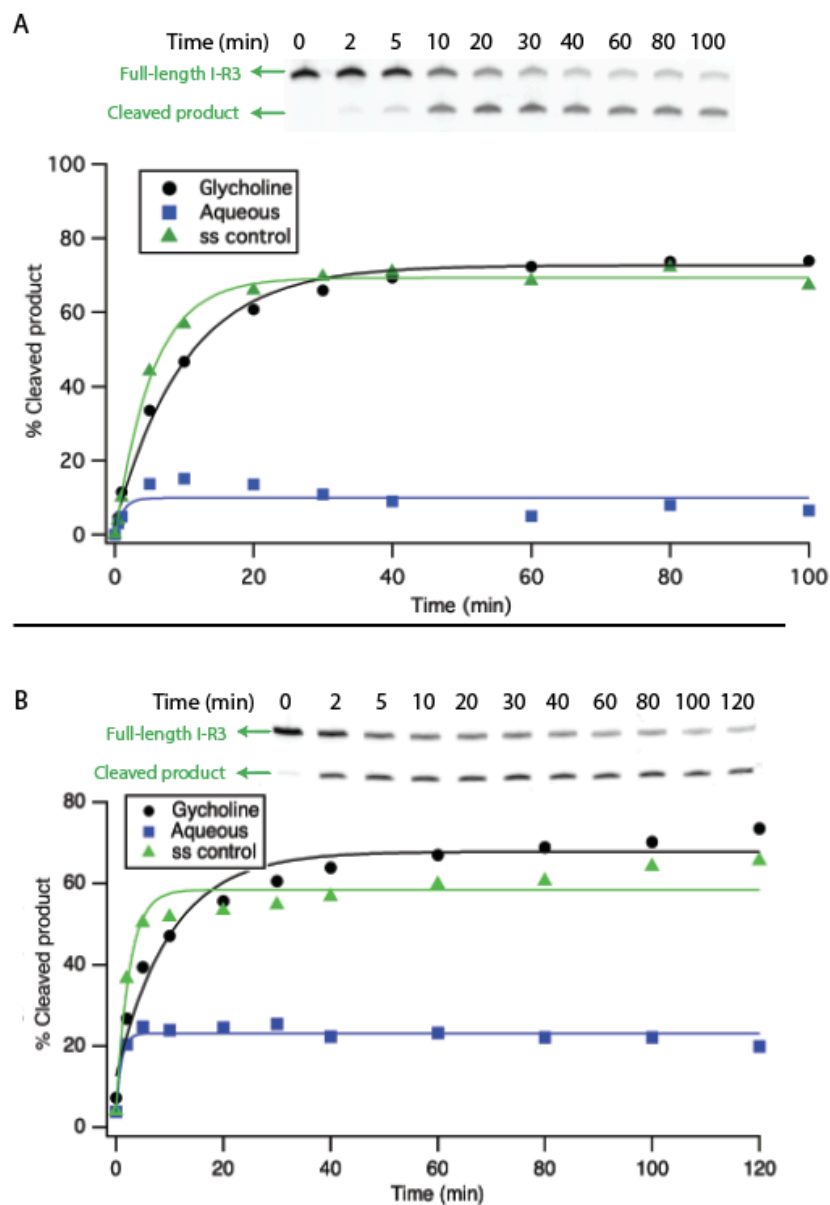 A
Time (min) 0 2 5 10 20 30 40 60 80 100
Full-length I-R3
Cleaved product
100
80
60
40
20
0
% Cleaved product
Glycholine
Aqueous
ss control
0 20 40 60 80 100
Time (min)
B
Time (min) 0 2 5 10 20 30 40 60 80 100 120
Full-length I-R3
Cleaved product
80
60
40
20
0
% Cleaved product
Gycholine
Aqueous
ss control
0 20 40 60 80 100 120
Time (min)